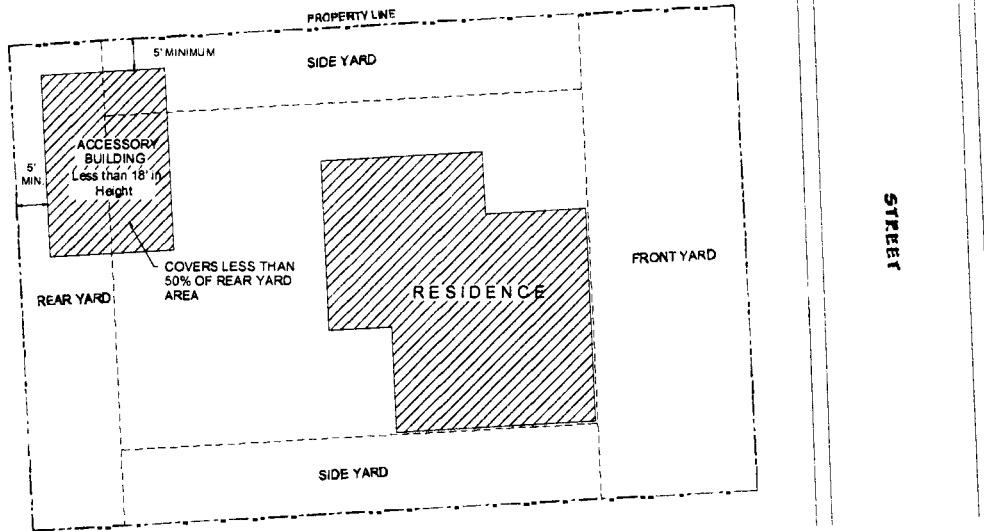 PROPERTY LINE
5' MINIMUM
SIDE YARD
ACCESSORY
BUILDING
Less than 18' in
Height
5'
MIN.
COVERS LESS THAN
50% OF REAR YARD
AREA
REAR YARD
RESIDENCE
FRONT YARD
STREET
SIDE YARD